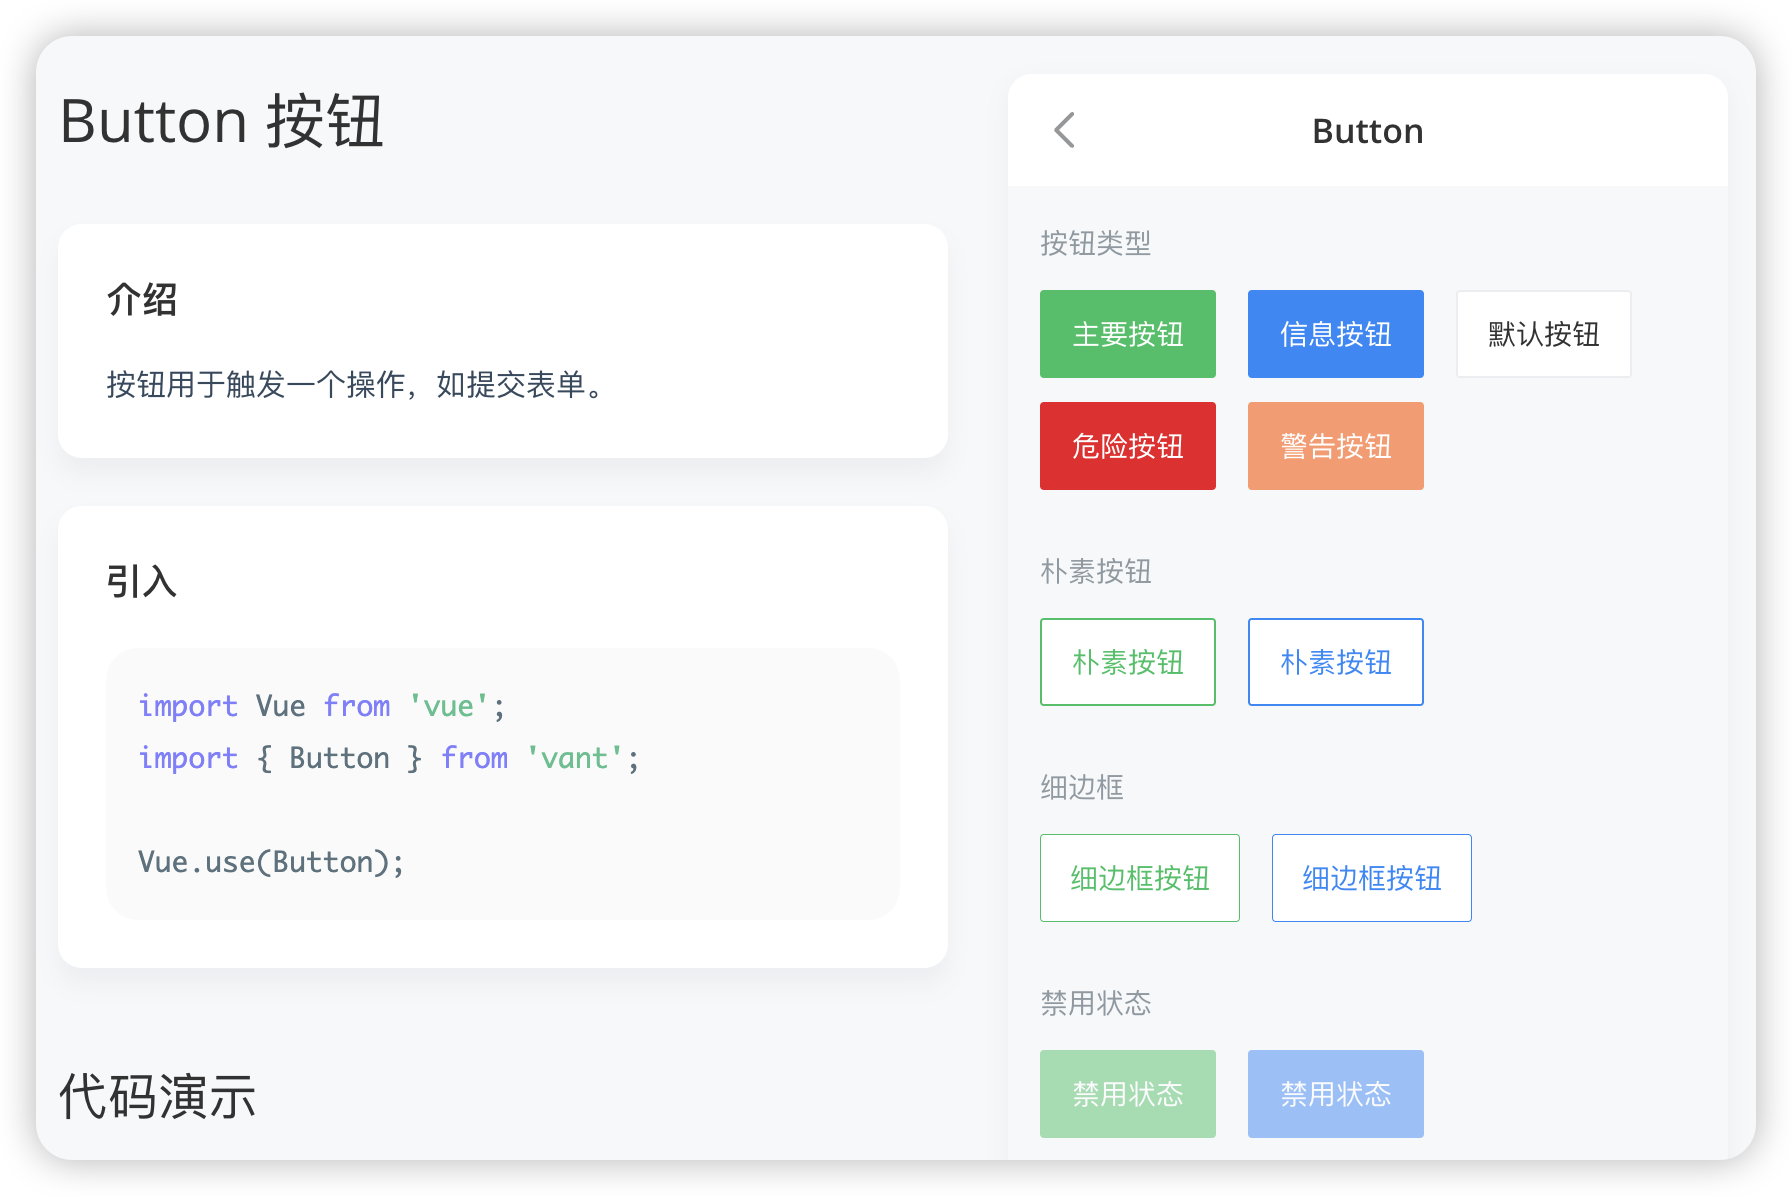 Button 按钮
介绍
按钮用于触发一个操作，如提交表单。
引入
import Vue from 'vue';
import { Button } from 'vant';
Vue.use(Button);
代码演示
Button
按钮类型
主要按钮 信息按钮 默认按钮
危险按钮 警告按钮
朴素按钮
朴素按钮 朴素按钮
细边框
细边框按钮 细边框按钮
禁用状态
禁用状态 禁用状态